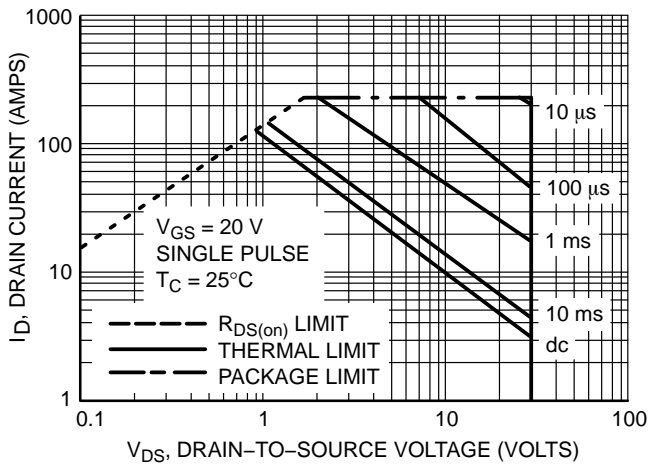 1000
100
10
1
I_D, DRAIN CURRENT (AMPS)
10 μs
100 μs
1 ms
10 ms
dc
V_GS = 20 V
SINGLE PULSE
T_C = 25°C
R_DS(on) LIMIT
THERMAL LIMIT
PACKAGE LIMIT
0.1 1 10 100
V_DS, DRAIN–TO–SOURCE VOLTAGE (VOLTS)